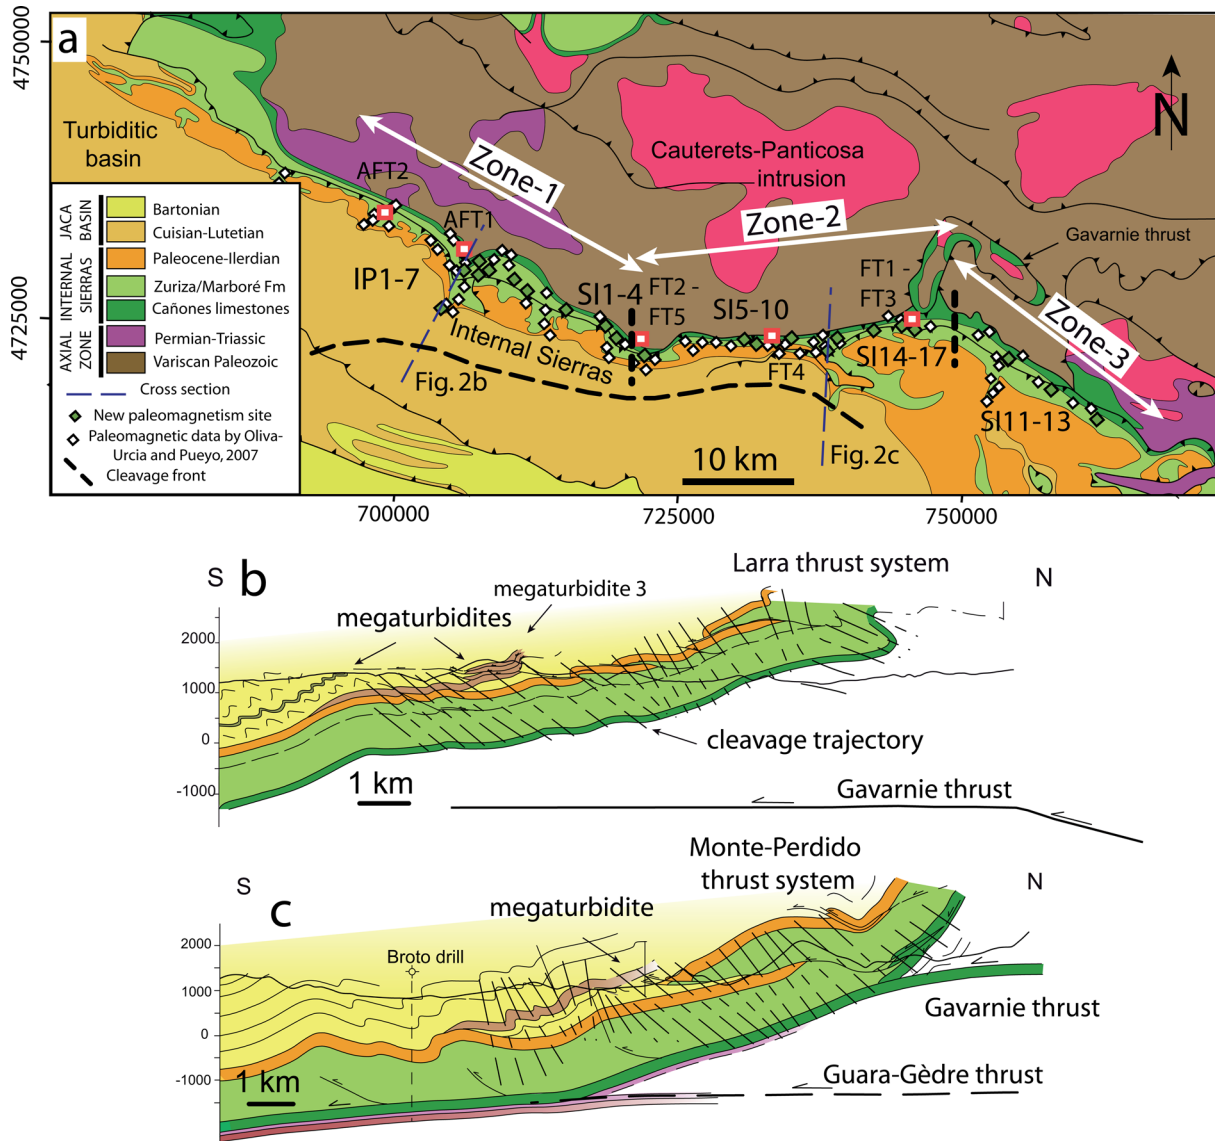 a
4750000
4725000
N
Turbiditic
basin
AFT2
Zone-1
Cauterets-Panticosa
intrusion
Zone-2
Gavarnie thrust
AFT1
IP1-7
SI1-4
FT2 -
FT5
SI5-10
FT1 -
FT3
Zone-3
Internal Sierras
FT4
SI14-17
SI11-13
Fig. 2b
Fig. 2c
10 km
JACA
BASIN
INTERNAL
SIERRAS
AXIAL
ZONE
Bartonian
Cuisian-Lutetian
Paleocene-Ilerdian
Zuriza/Marboré Fm
Cañones limestones
Permian-Triassic
Variscan Paleozoic
Cross section
New paleomagnetism site
Paleomagnetic data by Oliva-
Urcia and Pueyo, 2007
Cleavage front
700000
725000
750000
S
b
Larra thrust system
N
megaturbidite 3
megaturbidites
2000
1000
0
-1000
cleavage trajectory
1 km
Gavarnie thrust
Monte-Perdido
thrust system
S
c
N
megaturbidite
Broto drill
2000
1000
0
-1000
Gavarnie thrust
1 km
Guara-Gèdre thrust